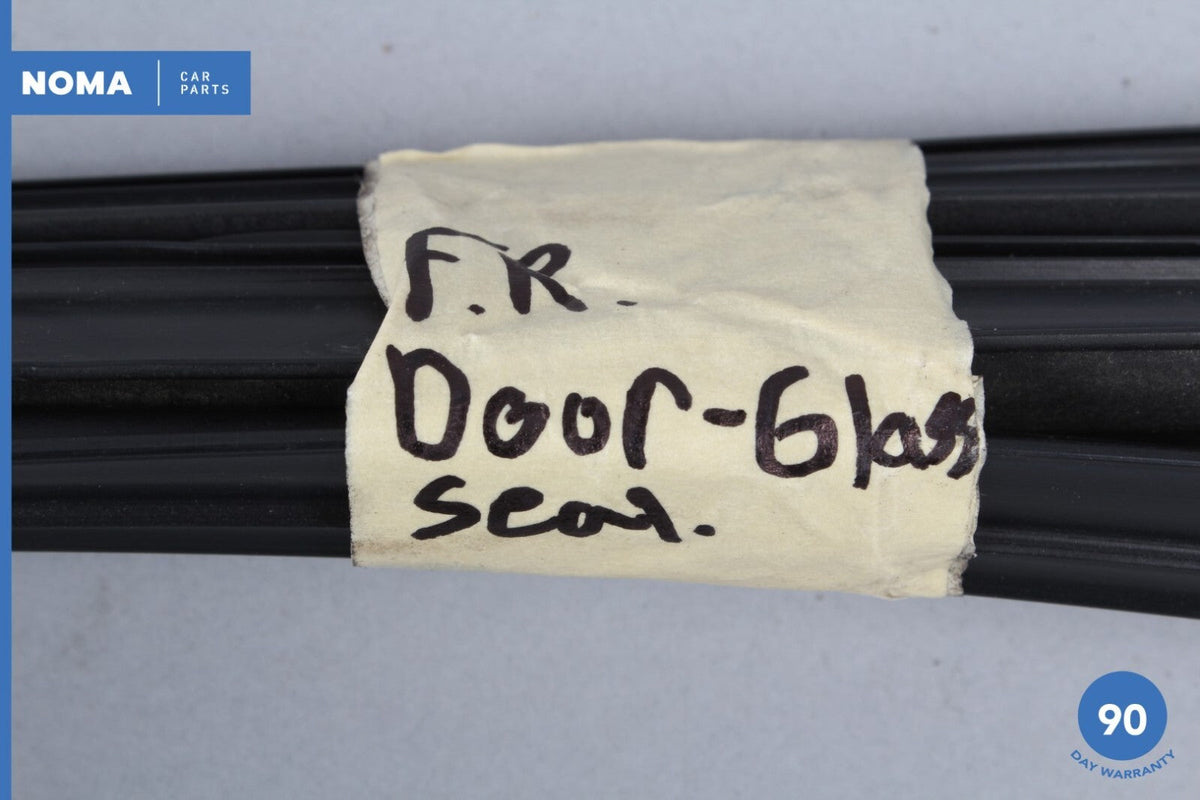 NOMA
CAR
PARTS
F.R.
Door-Glass
seal.
90
DAY WARRANTY